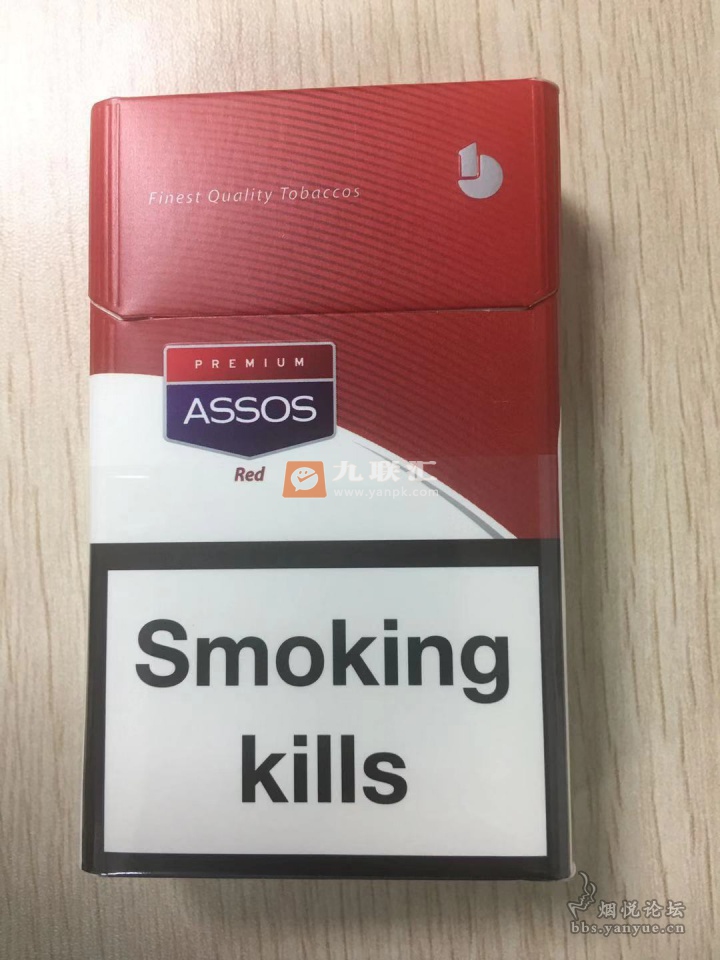 Finest Quality Tobaccos
PREMIUM
ASSOS
Red
九联汇
www.yanpk.com
Smoking
kills
烟悦论坛
bbs.yanyue.cn